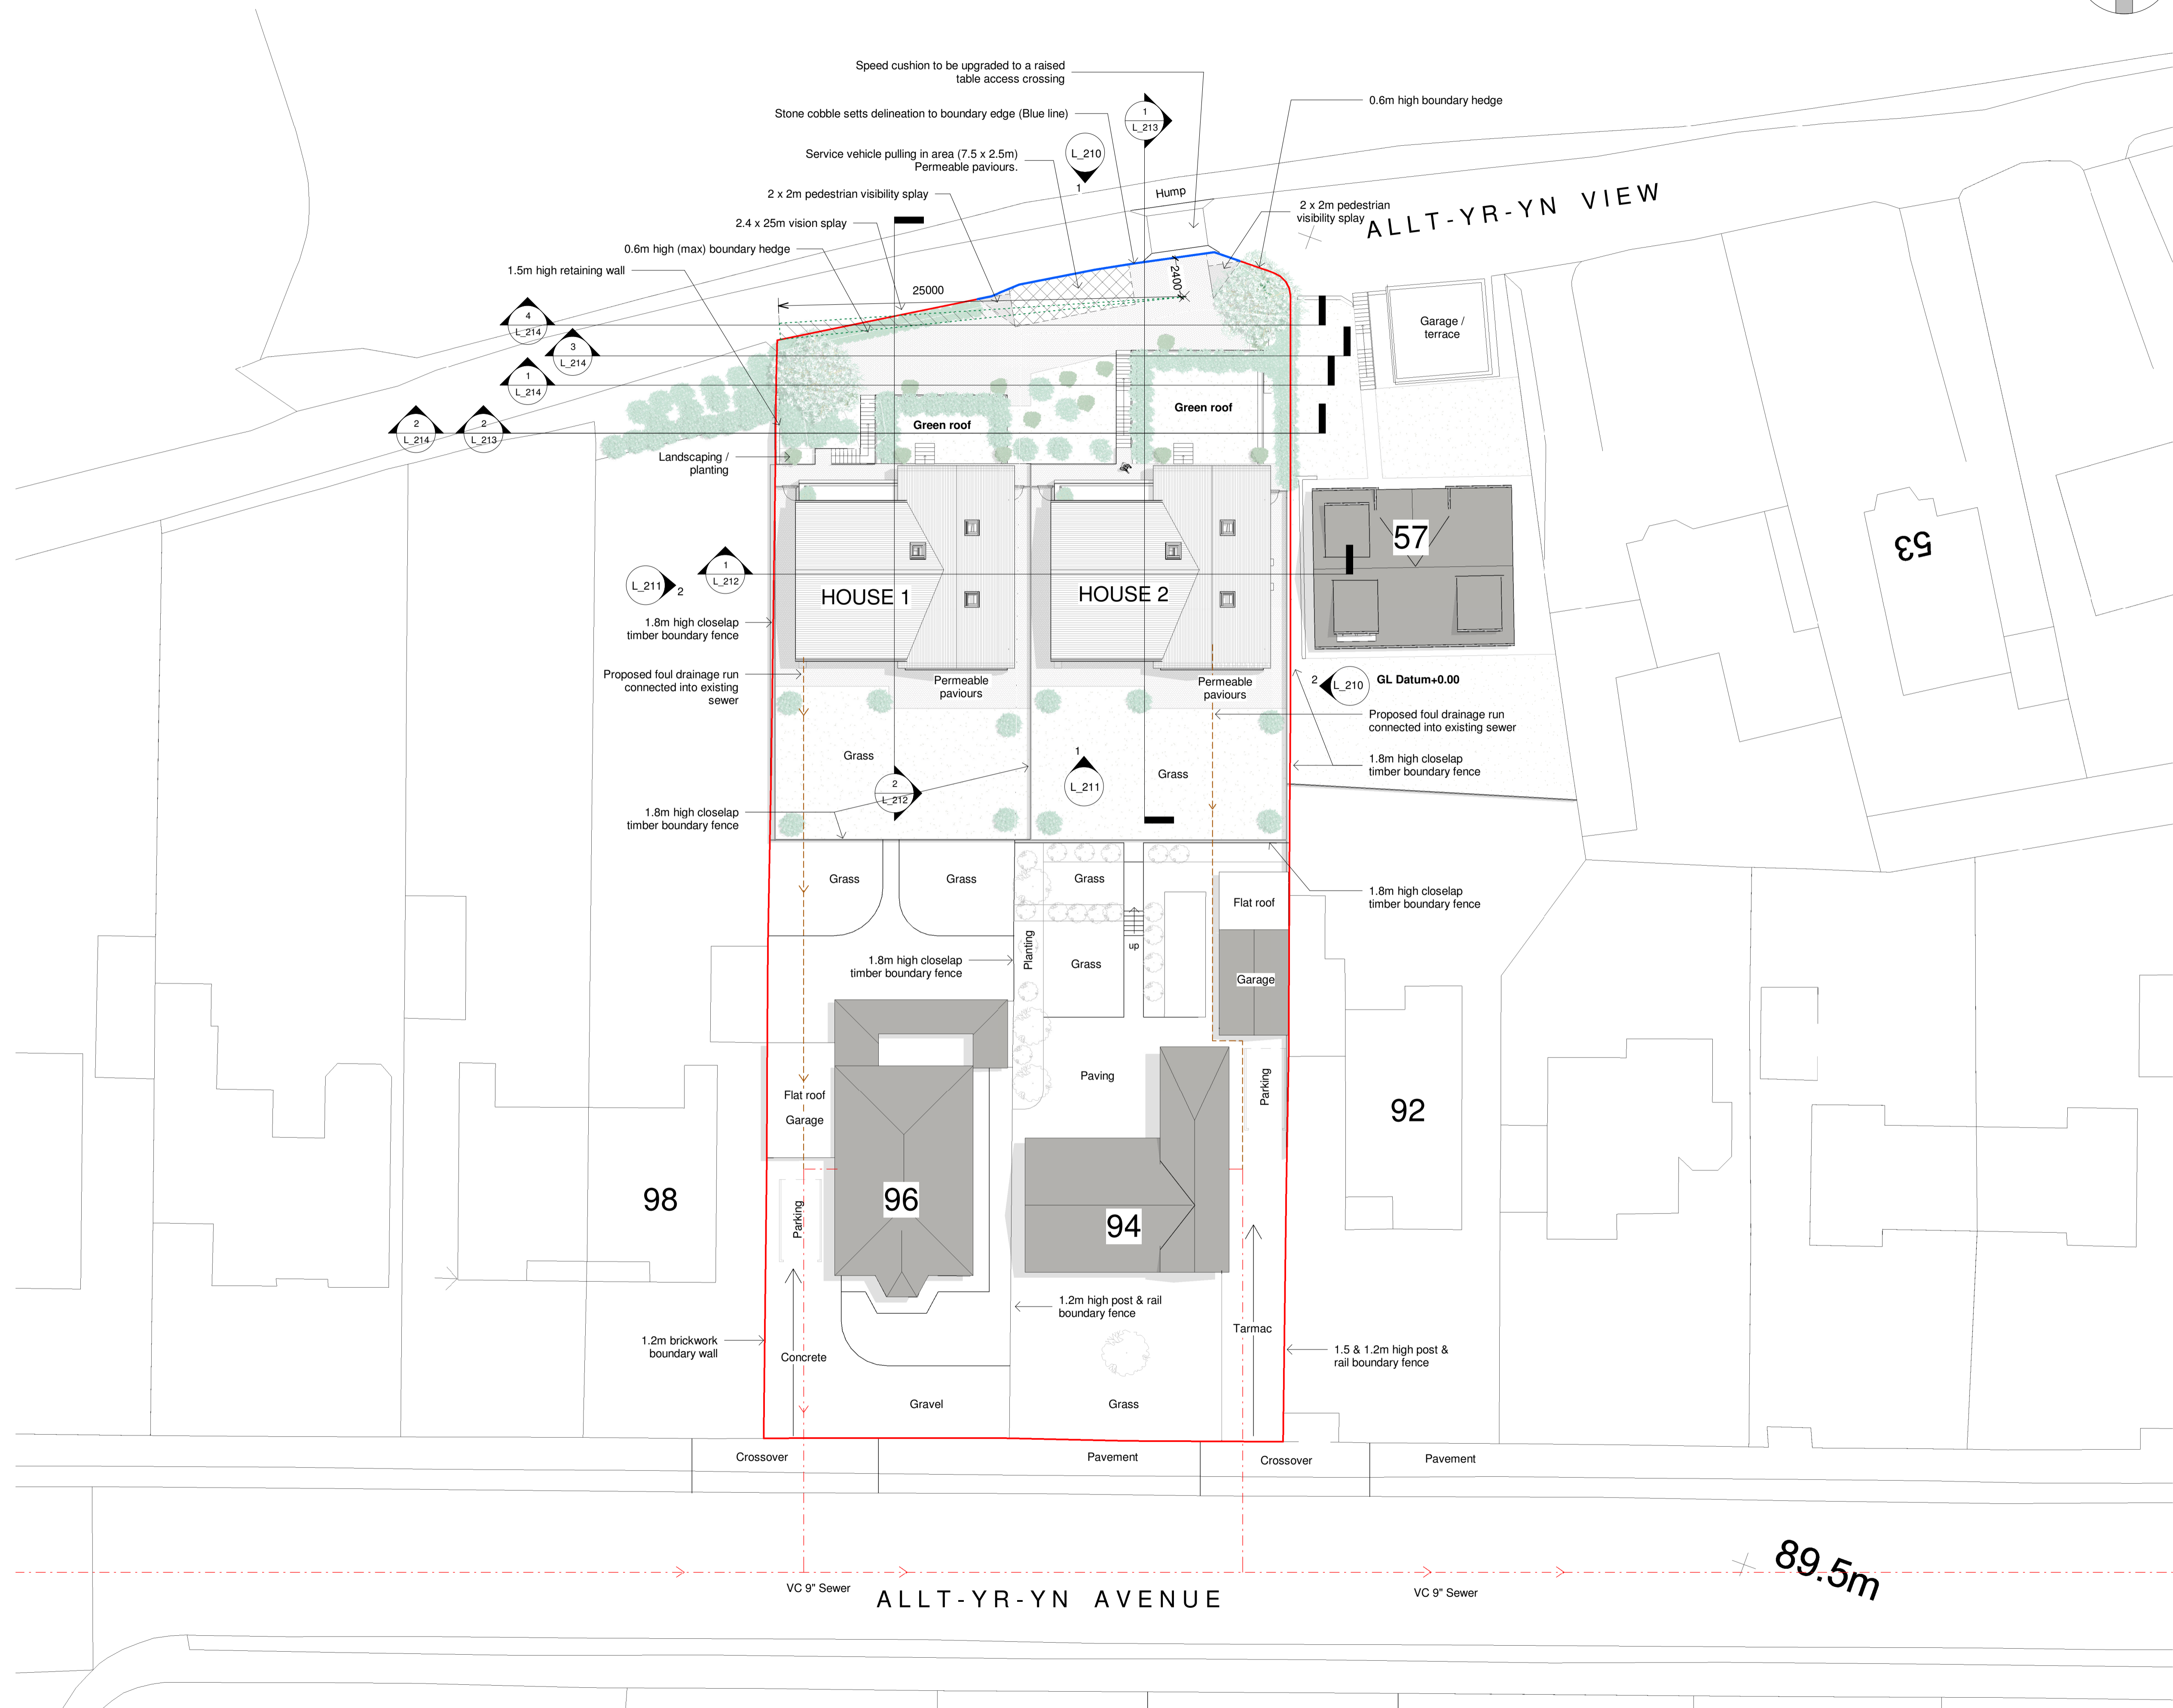 Speed cushion to be upgraded to a raised
table access crossing
0.6m high boundary hedge
Stone cobble setts delineation to boundary edge (Blue line)
1
L_213
Service vehicle pulling in area (7.5 x 2.5m)
Permeable paviours.
L_210
1
2 x 2m pedestrian visibility splay
Hump
2 x 2m pedestrian
visibility splay
ALLT-YR-YN VIEW
2.4 x 25m vision splay
0.6m high (max) boundary hedge
1.5m high retaining wall
25000
2400
4
L_214
3
L_214
1
L_214
2
L_214
2
L_213
Garage /
terrace
Green roof
Green roof
Landscaping /
planting
57
53
L_211
2
1
L_212
HOUSE 1
HOUSE 2
1.8m high closelap
timber boundary fence
Proposed foul drainage run
connected into existing
sewer
Permeable
paviours
Permeable
paviours
2
L_210
GL Datum+0.00
Proposed foul drainage run
connected into existing sewer
Grass
1
L_211
Grass
1.8m high closelap
timber boundary fence
2
L_212
1.8m high closelap
timber boundary fence
Grass
Grass
Grass
Flat roof
1.8m high closelap
timber boundary fence
Planting
up
1.8m high closelap
timber boundary fence
Grass
Garage
Paving
Parking
Flat roof
Garage
92
98
Parking
96
94
1.2m high post & rail
boundary fence
Tarmac
1.2m brickwork
boundary wall
Concrete
1.5 & 1.2m high post &
rail boundary fence
Gravel
Grass
Crossover
Pavement
Crossover
Pavement
89.5m
VC 9" Sewer
ALLT-YR-YN AVENUE
VC 9" Sewer